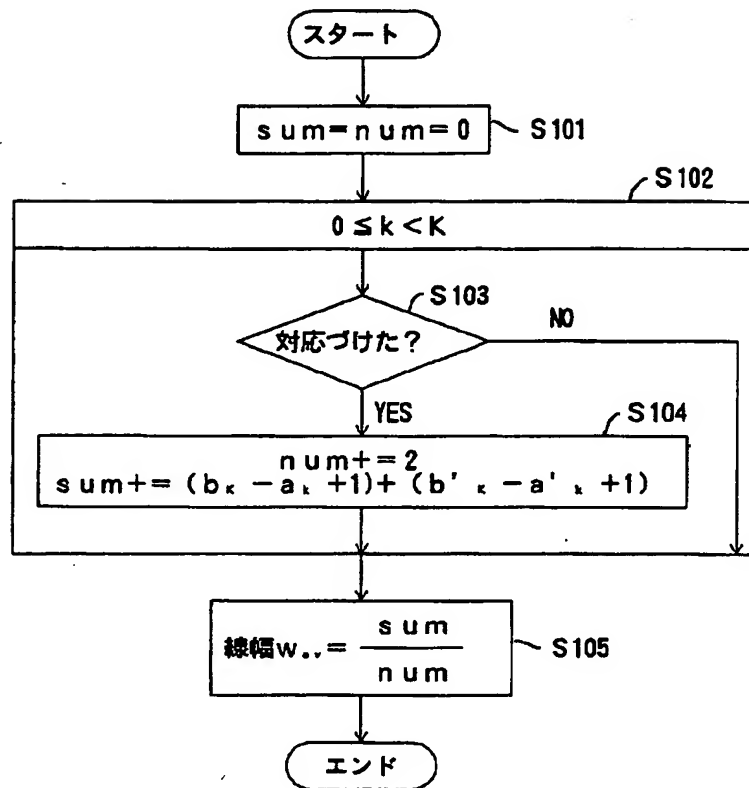 スタート
sum=num=0
S101
S102
0≤k<K
S103
対応づけた？
NO
YES
S104
num+=2
sum+=(bₖ-aₖ+1)+(b'ₖ-a'ₖ+1)
線幅w..= sum
num
S105
エンド